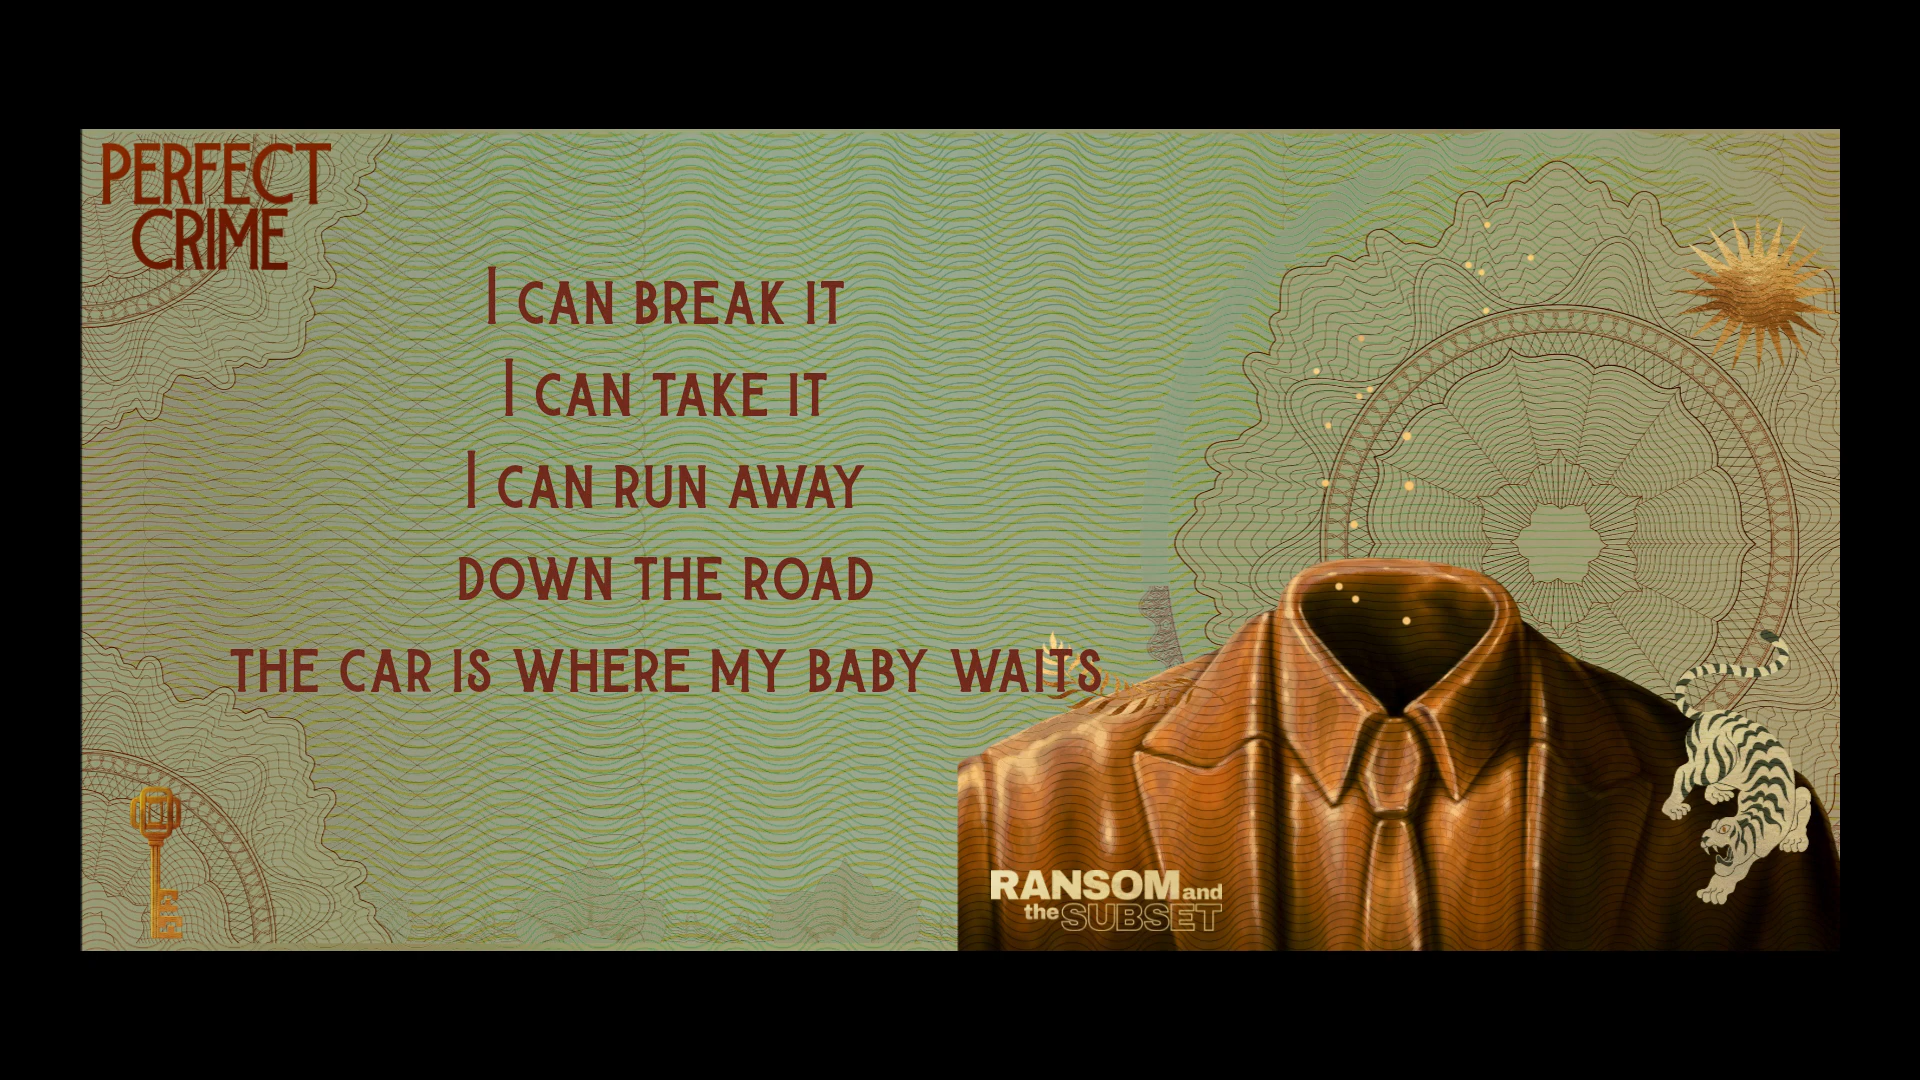 PERFECT
CRIME
I CAN BREAK IT
I CAN TAKE IT
I CAN RUN AWAY
DOWN THE ROAD
THE CAR IS WHERE MY BABY WAITS
RANSOM and
the SUBSET